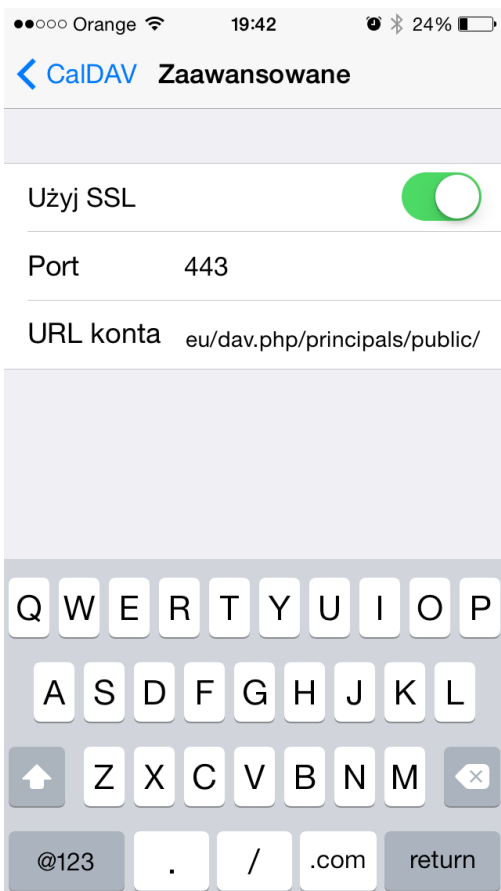 Orange 19:42 24%
CalDAV Zaawansowane
Użyj SSL
Port 443
URL konta eu/dav.php/principals/public/
Q W E R T Y U I O P
A S D F G H J K L
Z X C V B N M
@123 . / .com return